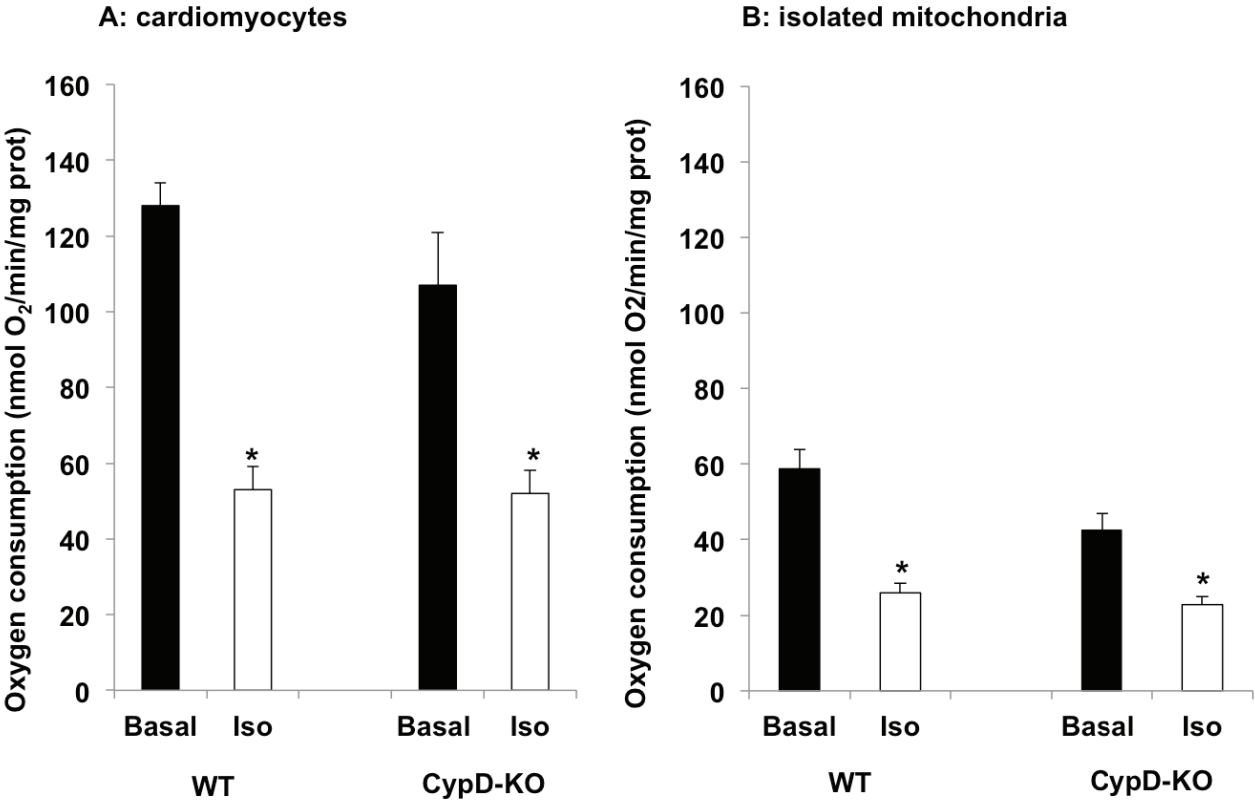 A: cardiomyocytes
Oxygen consumption (nmol O2/min/mg prot)
160
140
120
100
80
60
40
20
0
*
*
Basal Iso Basal Iso
WT CypD-KO
B: isolated mitochondria
Oxygen consumption (nmol O2/min/mg prot)
160
140
120
100
80
60
40
20
0
*
*
Basal Iso Basal Iso
WT CypD-KO